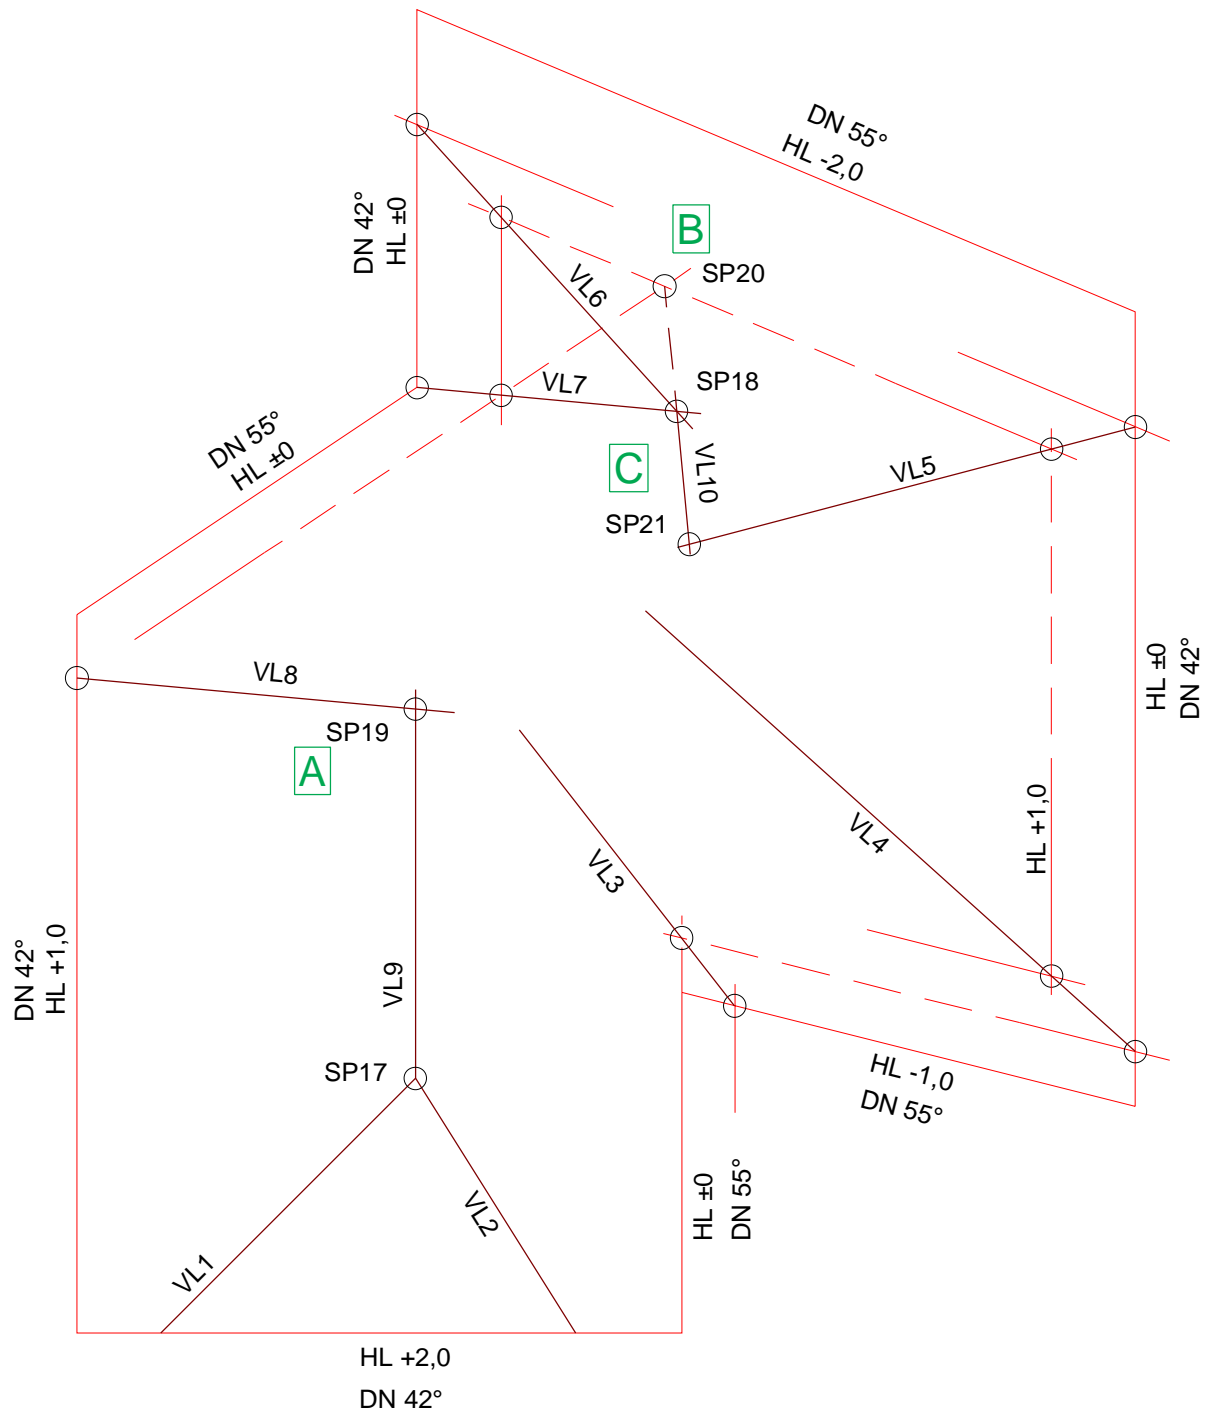 DN 55°
HL -2,0
DN 42°
HL ±0
B
SP20
VL6
SP18
VL7
DN 55°
HL ±0
C
VL10
VL5
SP21
HL ±0
DN 42°
VL8
SP19
A
HL +1,0
VL4
VL3
DN 42°
HL +1,0
VL9
SP17
HL -1,0
DN 55°
HL ±0
DN 55°
VL2
VL1
HL +2,0
DN 42°